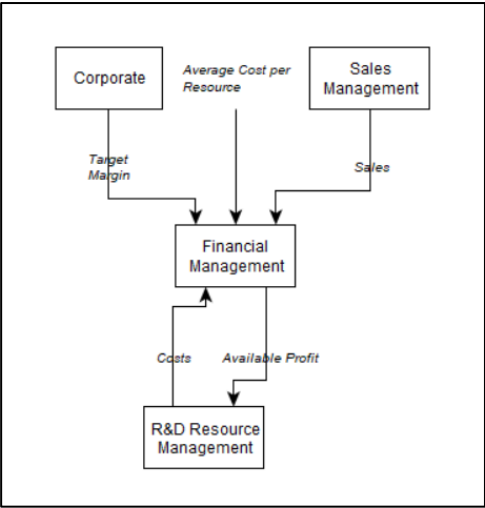 Corporate
Average Cost per
Resource
Sales
Management
Target
Margin
Sales
Financial
Management
Costs
Available Profit
R&D Resource
Management